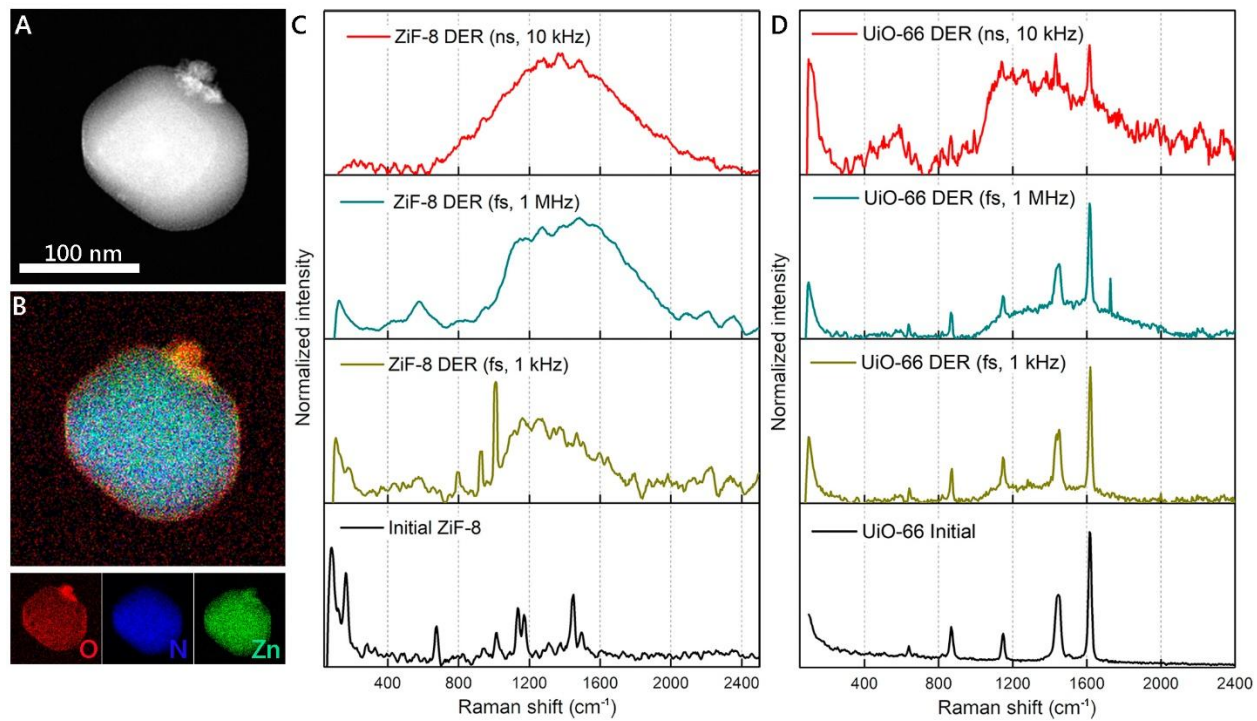 A
100 nm
B
O
N
Zn
C
ZiF-8 DER (ns, 10 kHz)
ZiF-8 DER (fs, 1 MHz)
ZiF-8 DER (fs, 1 kHz)
Initial ZiF-8
Normalized intensity
400 800 1200 1600 2000 2400
Raman shift (cm⁻¹)
D
UiO-66 DER (ns, 10 kHz)
UiO-66 DER (fs, 1 MHz)
UiO-66 DER (fs, 1 kHz)
UiO-66 Initial
Normalized intensity
400 800 1200 1600 2000 2400
Raman shift (cm⁻¹)